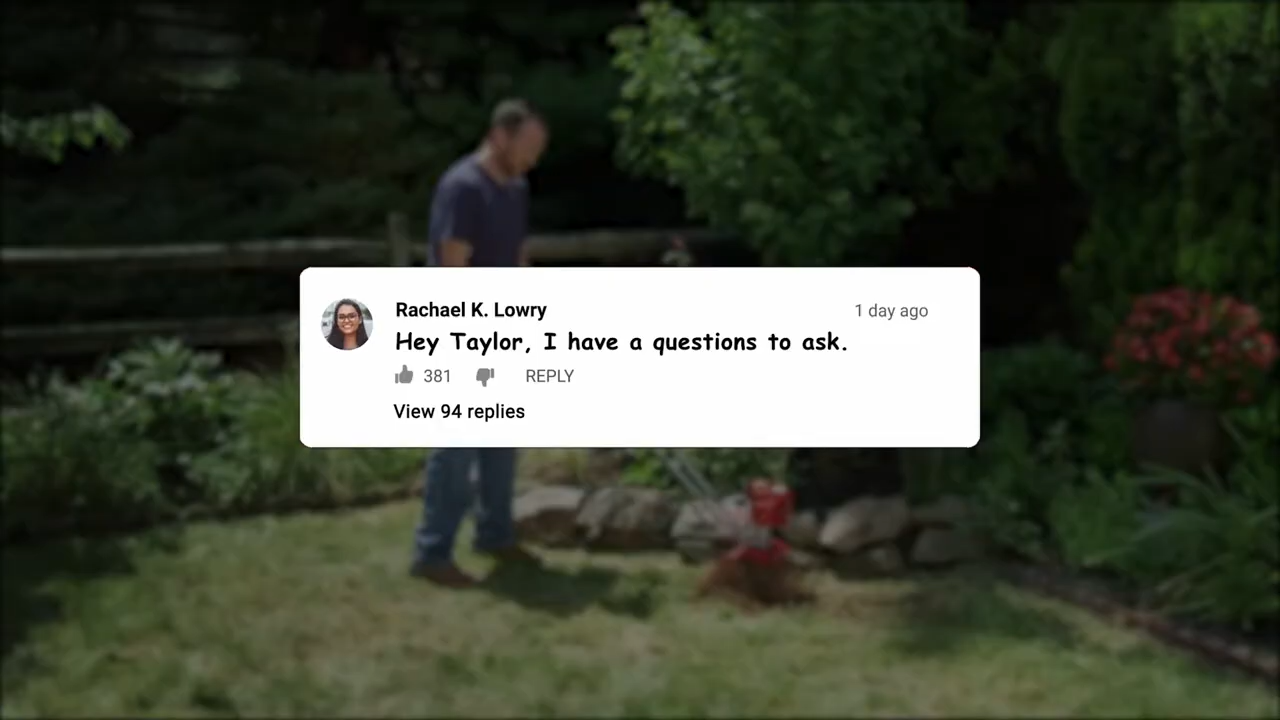 Rachael K. Lowry 1 day ago
Hey Taylor, I have a questions to ask.
381 REPLY
View 94 replies